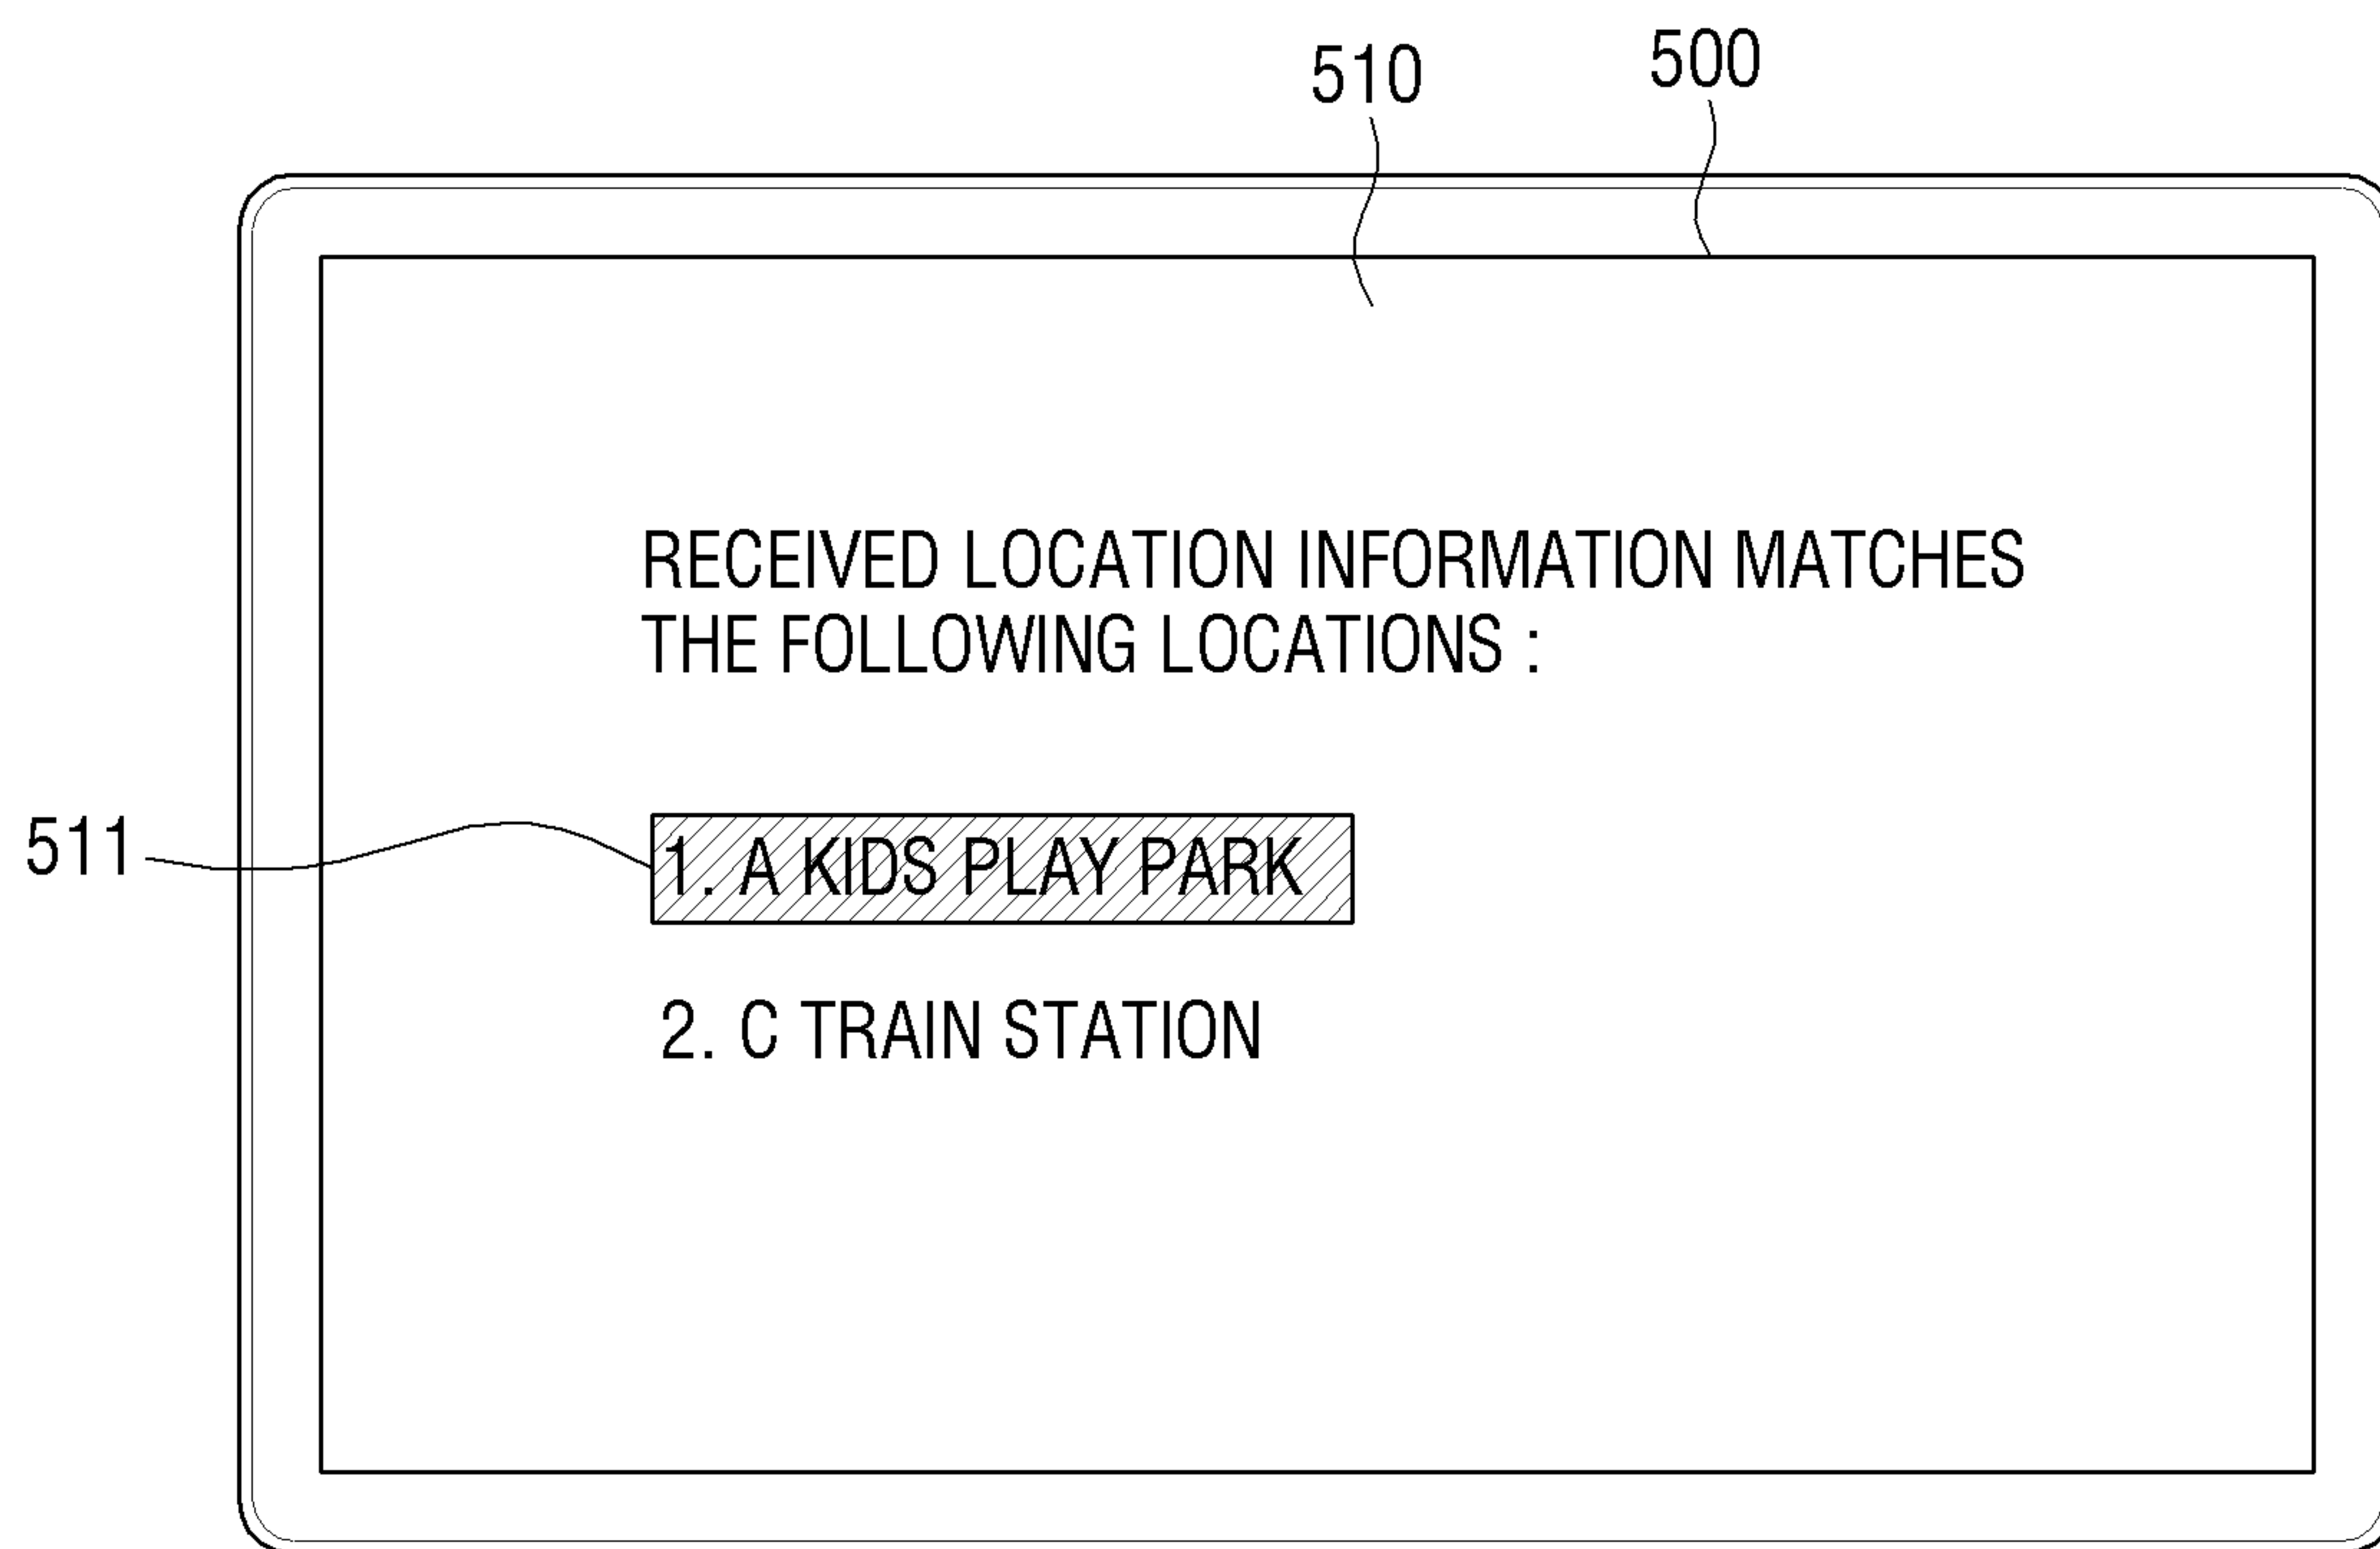 510
500
RECEIVED LOCATION INFORMATION MATCHES
THE FOLLOWING LOCATIONS :
511
1. A KIDS PLAY PARK
2. C TRAIN STATION